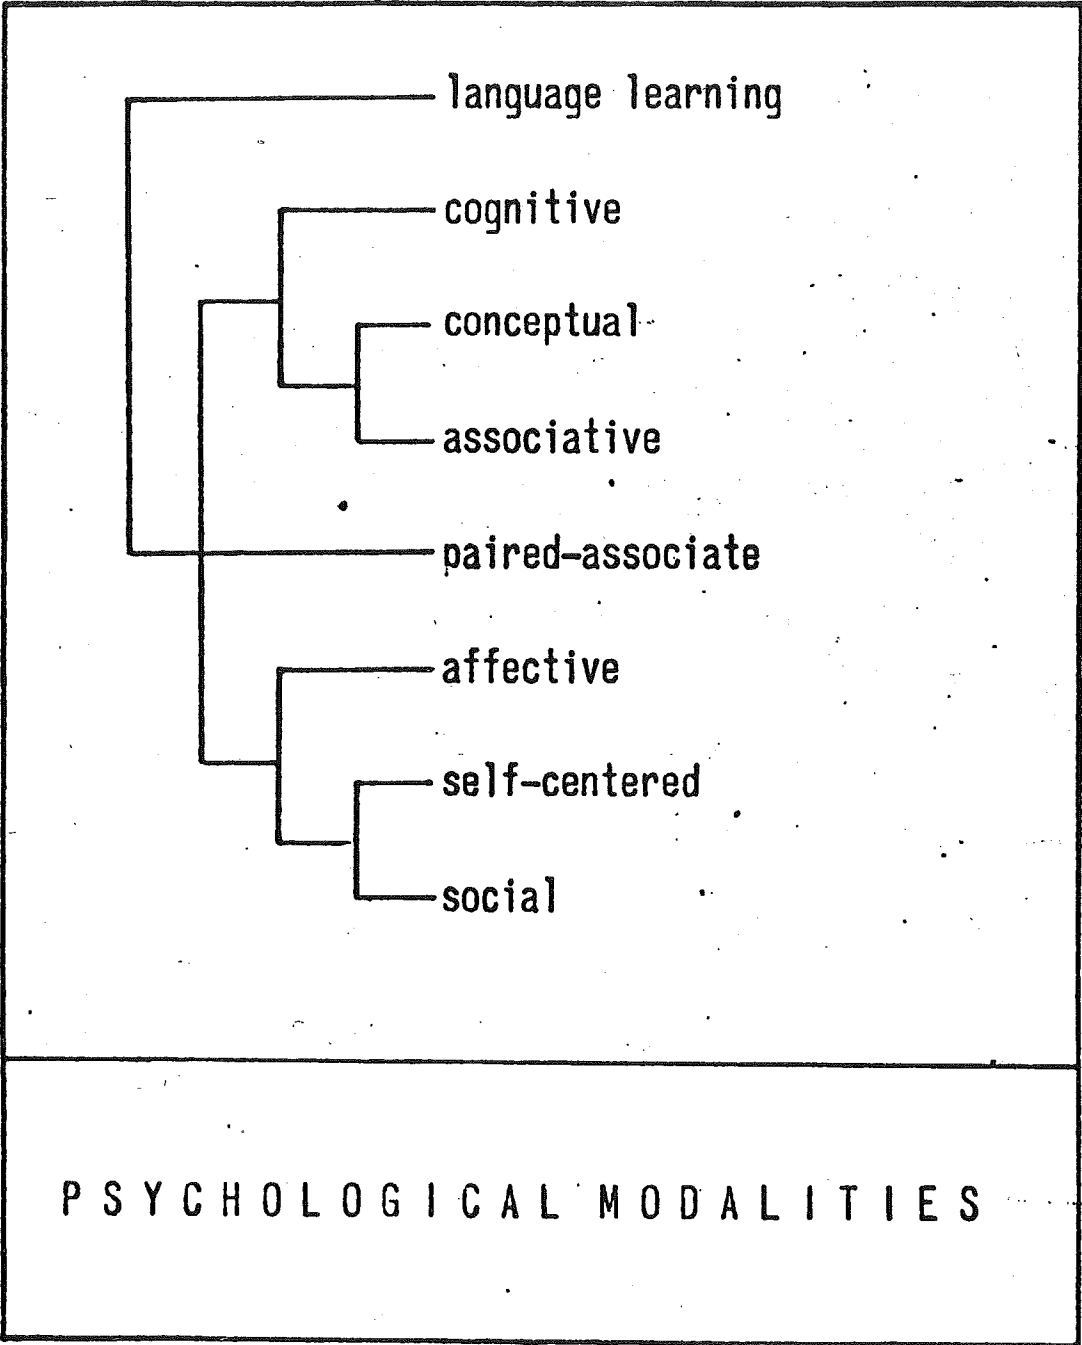 language learning
cognitive
conceptual
associative
paired-associate
affective
self-centered
social
PSYCHOLOGICAL MODALITIES